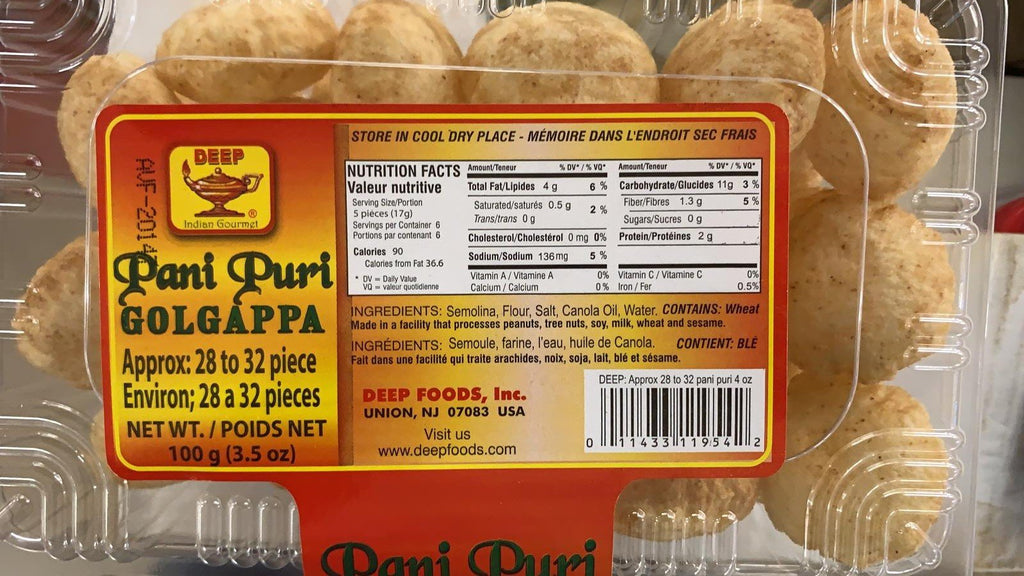 STORE IN COOL DRY PLACE - MÉMOIRE DANS L'ENDROIT SEC FRAIS
DEEP
®
Indian Gourmet
AVF-2014
Pani Puri
GOLGAPPA
Approx: 28 to 32 piece
Environ; 28 a 32 pièces
NET WT. / POIDS NET
100 g (3.5 oz)
NUTRITION FACTS
Valeur nutritive
Serving Size/Portion
5 pièces (17g)
Servings per Container 6
Portions par contenant 6
Calories 90
Calories from Fat 36.6
* DV = Daily Value
VQ = valeur quotidienne
Amount/Teneur % DV* / % VQ*
Total Fat/Lipides 4 g 6 %
Saturated/saturés 0.5 g 2 %
Trans/trans 0 g
Cholesterol/Cholestérol 0 mg 0%
Sodium/Sodium 136mg 5 %
Vitamin A / Vitamine A 0%
Calcium / Calcium 0%
Amount/Teneur % DV* / % VQ*
Carbohydrate/Glucides 11g 3 %
Fiber/Fibres 1.3 g 5 %
Sugars/Sucres 0 g
Protein/Protéines 2 g
Vitamin C / Vitamine C 0%
Iron / Fer 0.5%
INGREDIENTS: Semolina, Flour, Salt, Canola Oil, Water. CONTAINS: Wheat
Made in a facility that processes peanuts, tree nuts, soy, milk, wheat and sesame.
INGRÉDIENTS: Semoule, farine, l'eau, huile de Canola. CONTIENT: BLÉ
Fait dans une facilité qui traite arachides, noix, soja, lait, blé et sésame.
DEEP FOODS, Inc.
UNION, NJ 07083 USA
Visit us
www.deepfoods.com
DEEP: Approx 28 to 32 pani puri 4 oz
0 11433 11954 2
Pani Puri